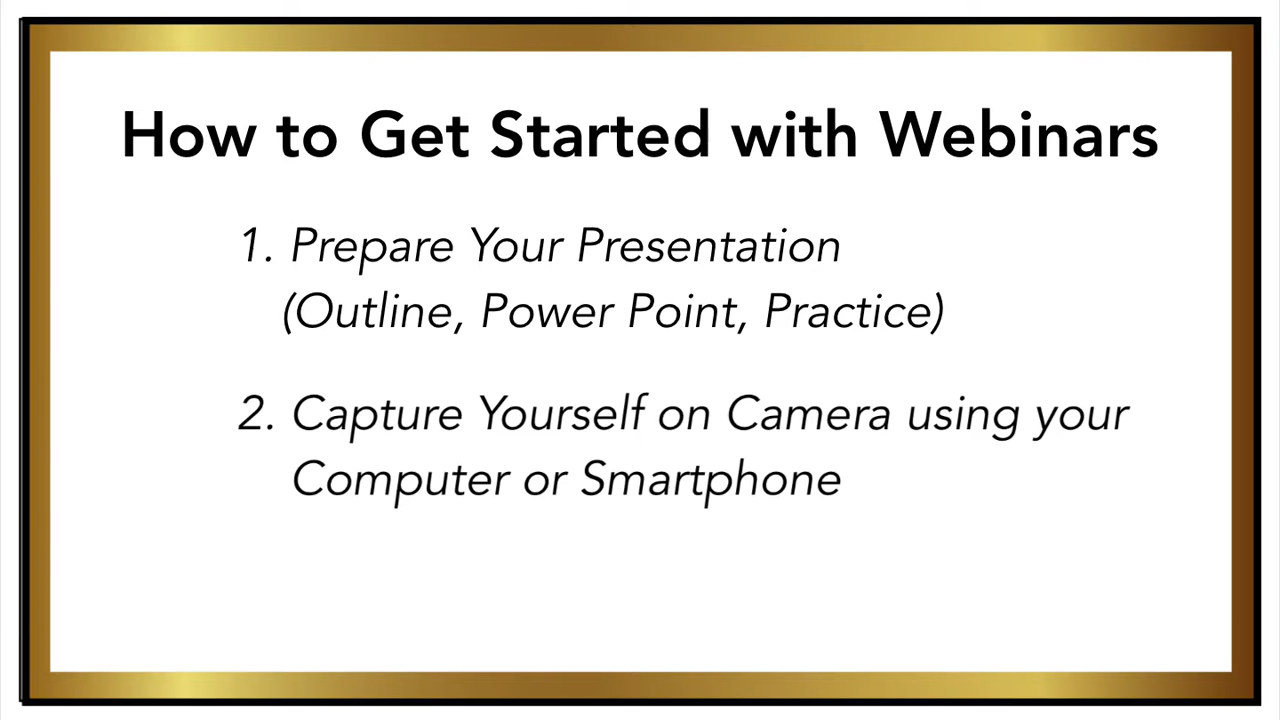 How to Get Started with Webinars
1. Prepare Your Presentation
(Outline, Power Point, Practice)
2. Capture Yourself on Camera using your
Computer or Smartphone